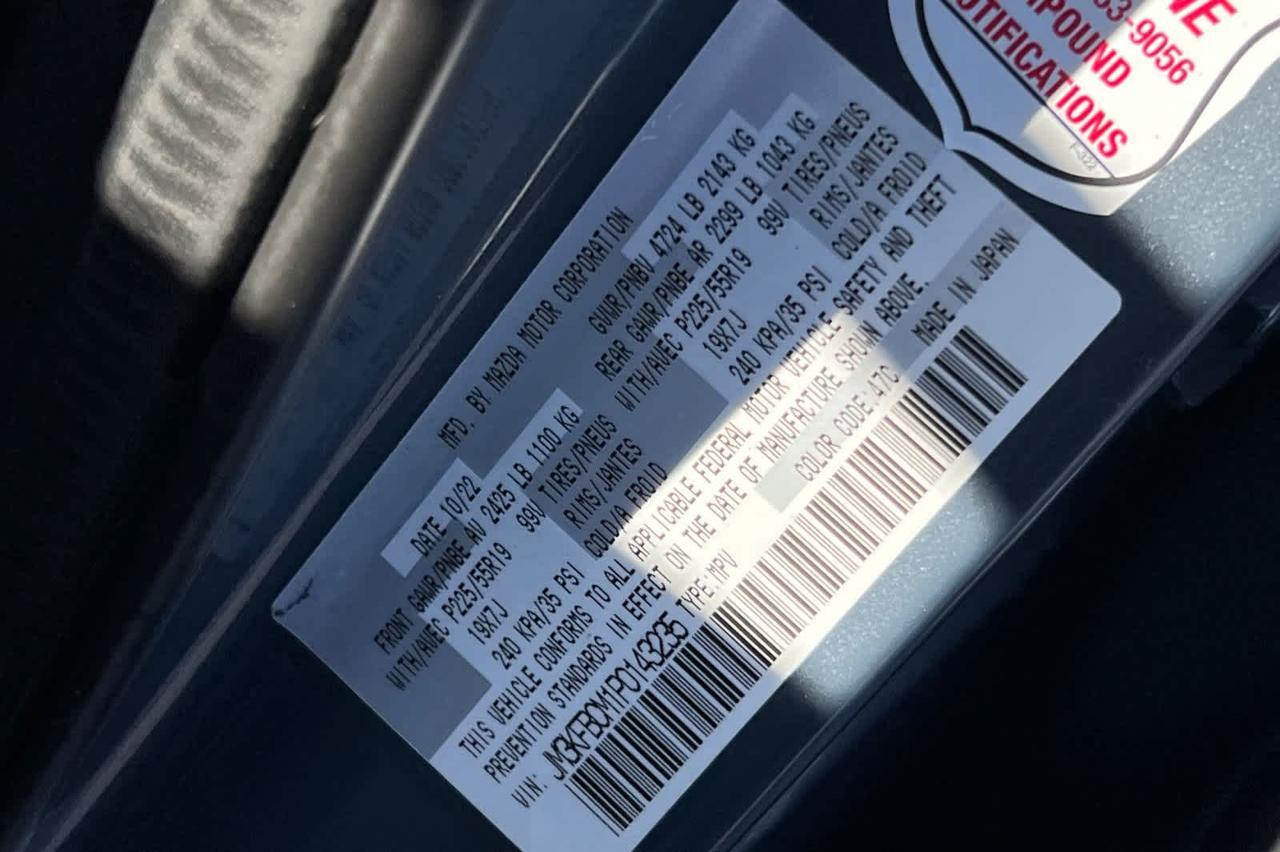 MFD. BY MAZDA MOTOR CORPORATION
DATE 10/22 GVWR/PNBV 4724 LB 2143 KG
FRONT GAWR/PNBE AV 2425 LB 1100 KG REAR GAWR/PNBE AR 2299 LB 1043 KG
WITH/AVEC P225/55R19 99V TIRES/PNEUS WITH/AVEC P225/55R19 99V TIRES/PNEUS
19X7J RIMS/JANTES 19X7J RIMS/JANTES
240 KPA/35 PSI COLD/A FROID 240 KPA/35 PSI COLD/A FROID
THIS VEHICLE CONFORMS TO ALL APPLICABLE FEDERAL MOTOR VEHICLE SAFETY AND THEFT
PREVENTION STANDARDS IN EFFECT ON THE DATE OF MANUFACTURE SHOWN ABOVE.
VIN: JM3KFBCM1P0143235 TYPE:MPV COLOR CODE:47C MADE IN JAPAN
-9056
NOTIFICATIONS